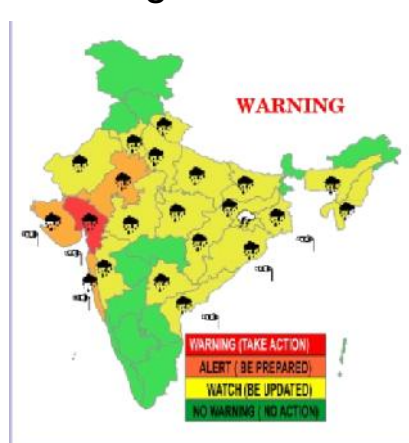 WARNING
WARNING (TAKE ACTION)
ALERT ( BE PREPARED)
WATCH (BE UPDATED)
NO WARNING ( NO ACTION)